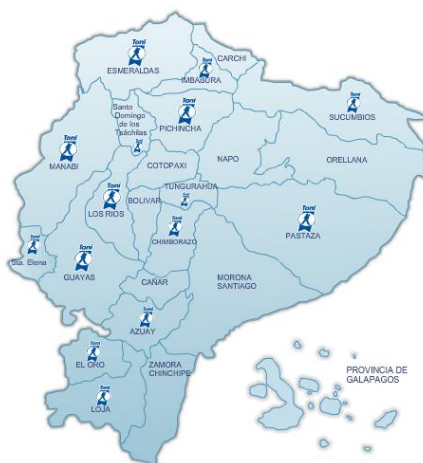 Toni
ESMERALDAS
CARCHI
Toni
IMBABURA
Toni
SUCUMBIOS
Santo
Domingo
de los
Tsáchilas
Toni
Toni
PICHINCHA
Toni
MANABI
COTOPAXI
NAPO
ORELLANA
TUNGURAHUA
Toni
BOLIVAR
Toni
LOS RIOS
Toni
CHIMBORAZO
Toni
PASTAZA
Toni
Sta. Elena
Toni
GUAYAS
CAÑAR
MORONA
SANTIAGO
Toni
AZUAY
Toni
EL ORO
ZAMORA
CHINCHIPE
Toni
LOJA
PROVINCIA DE
GALAPAGOS